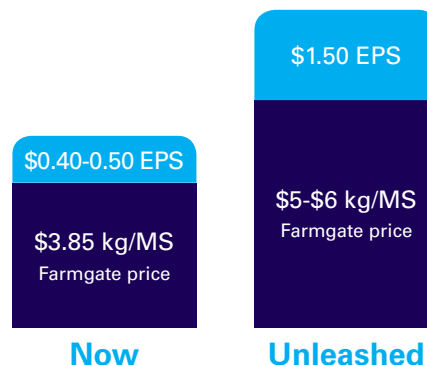 $1.50 EPS
$0.40-0.50 EPS
$5-$6 kg/MS
Farmgate price
$3.85 kg/MS
Farmgate price
Now
Unleashed